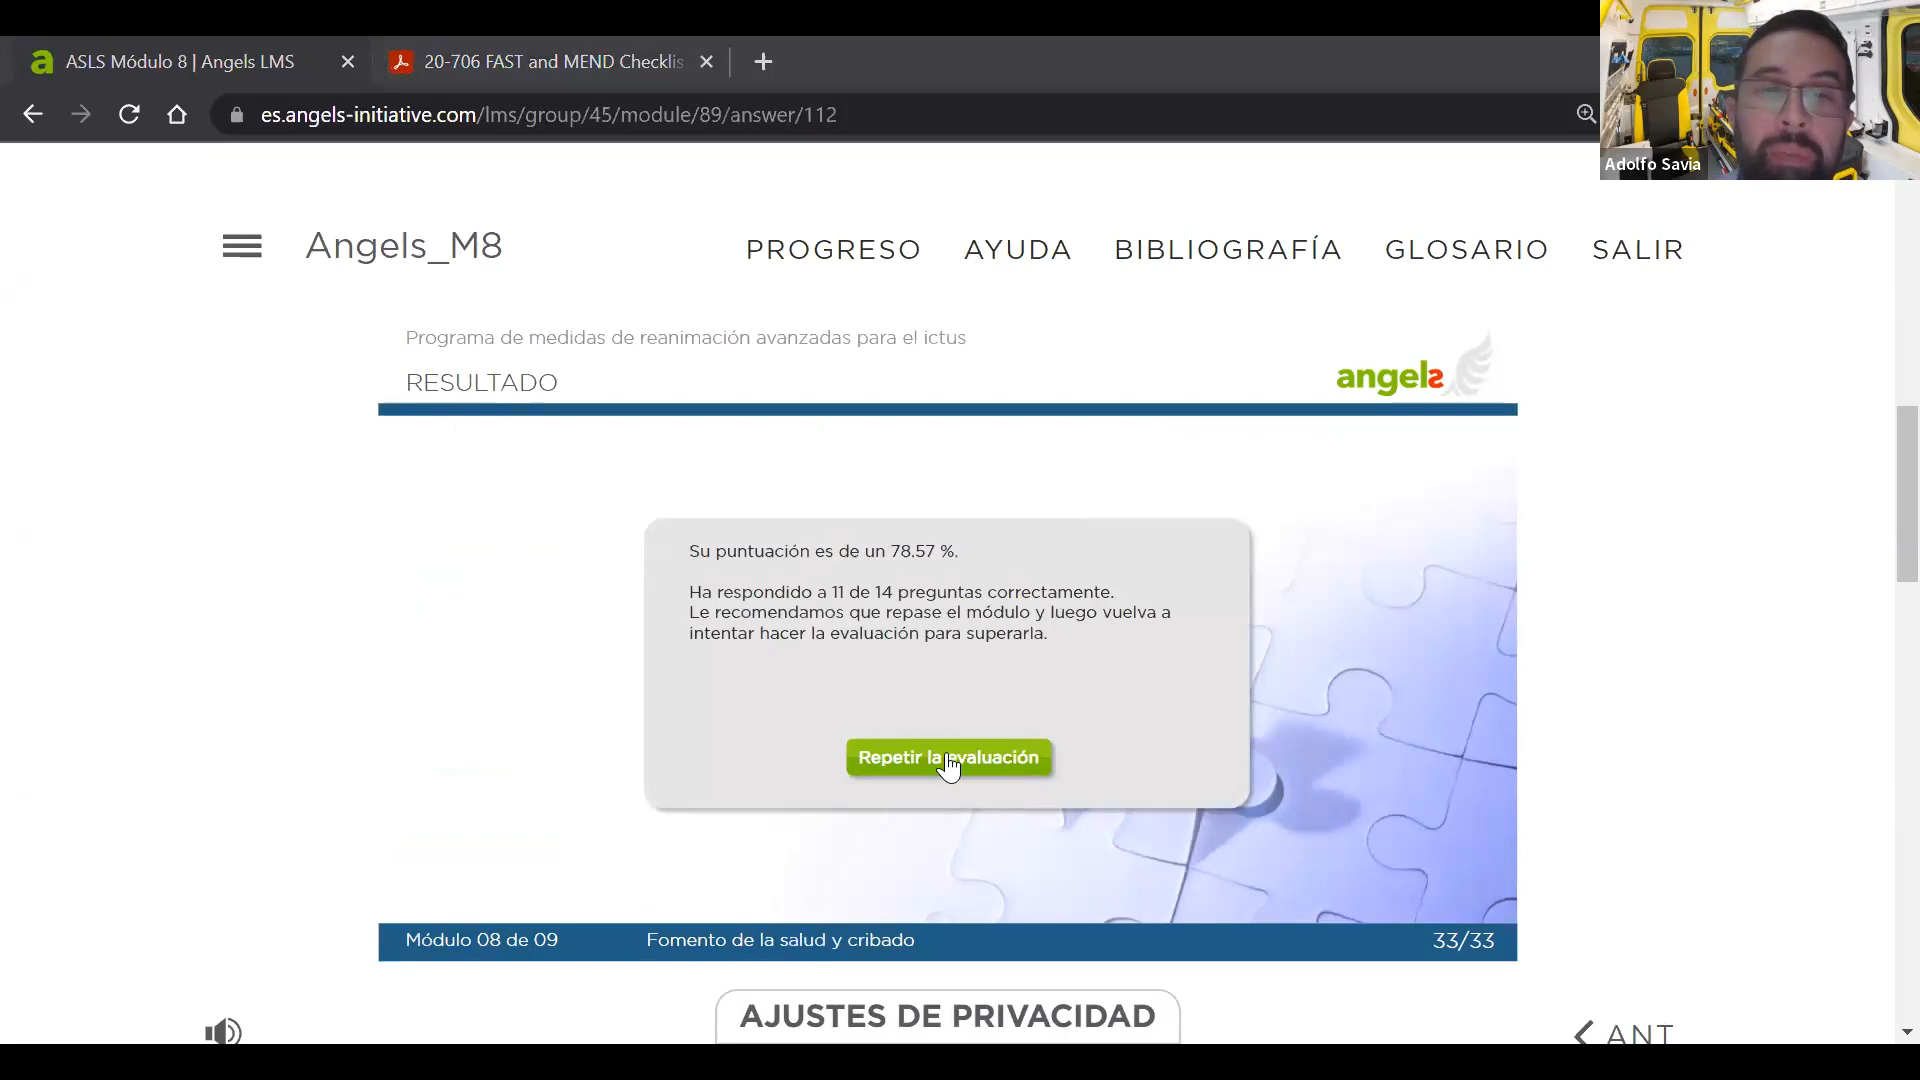 ASLS Módulo 8 | Angels LMS
20-706 FAST and MEND Checklis
es.angels-initiative.com/lms/group/45/module/89/answer/112
Adolfo Savia
Angels_M8
PROGRESO AYUDA BIBLIOGRAFÍA GLOSARIO SALIR
Programa de medidas de reanimación avanzadas para el ictus
RESULTADO
angels
Su puntuación es de un 78.57 %.
Ha respondido a 11 de 14 preguntas correctamente.
Le recomendamos que repase el módulo y luego vuelva a
intentar hacer la evaluación para superarla.
Repetir la evaluación
Módulo 08 de 09 Fomento de la salud y cribado 33/33
AJUSTES DE PRIVACIDAD
ANT